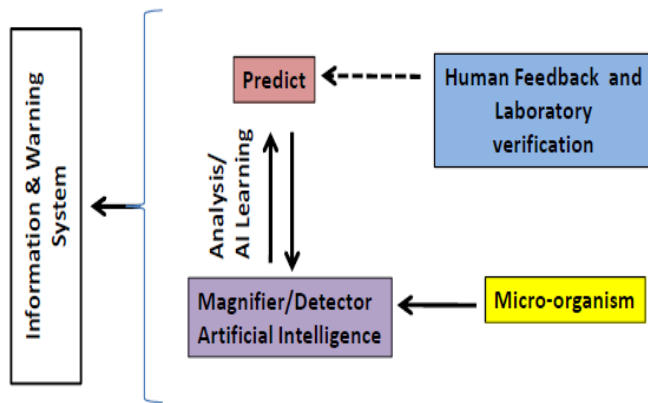 Information & Warning
System
Predict
Human Feedback and
Laboratory
verification
Analysis/
AI Learning
Magnifier/Detector
Artificial Intelligence
Micro-organism